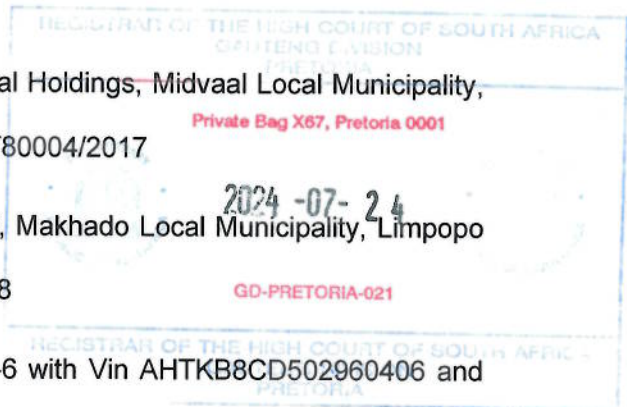 REGISTRAR OF THE HIGH COURT OF SOUTH AFRICA
GAUTENG DIVISION
PRETORIA
al Holdings, Midvaal Local Municipality,
Private Bag X67, Pretoria 0001
80004/2017
2024 -07- 24
, Makhado Local Municipality, Limpopo
8
GD-PRETORIA-021
REGISTRAR OF THE HIGH COURT OF SOUTH AFRIC
6 with Vin AHTKB8CD502960406 and
PRETORIA